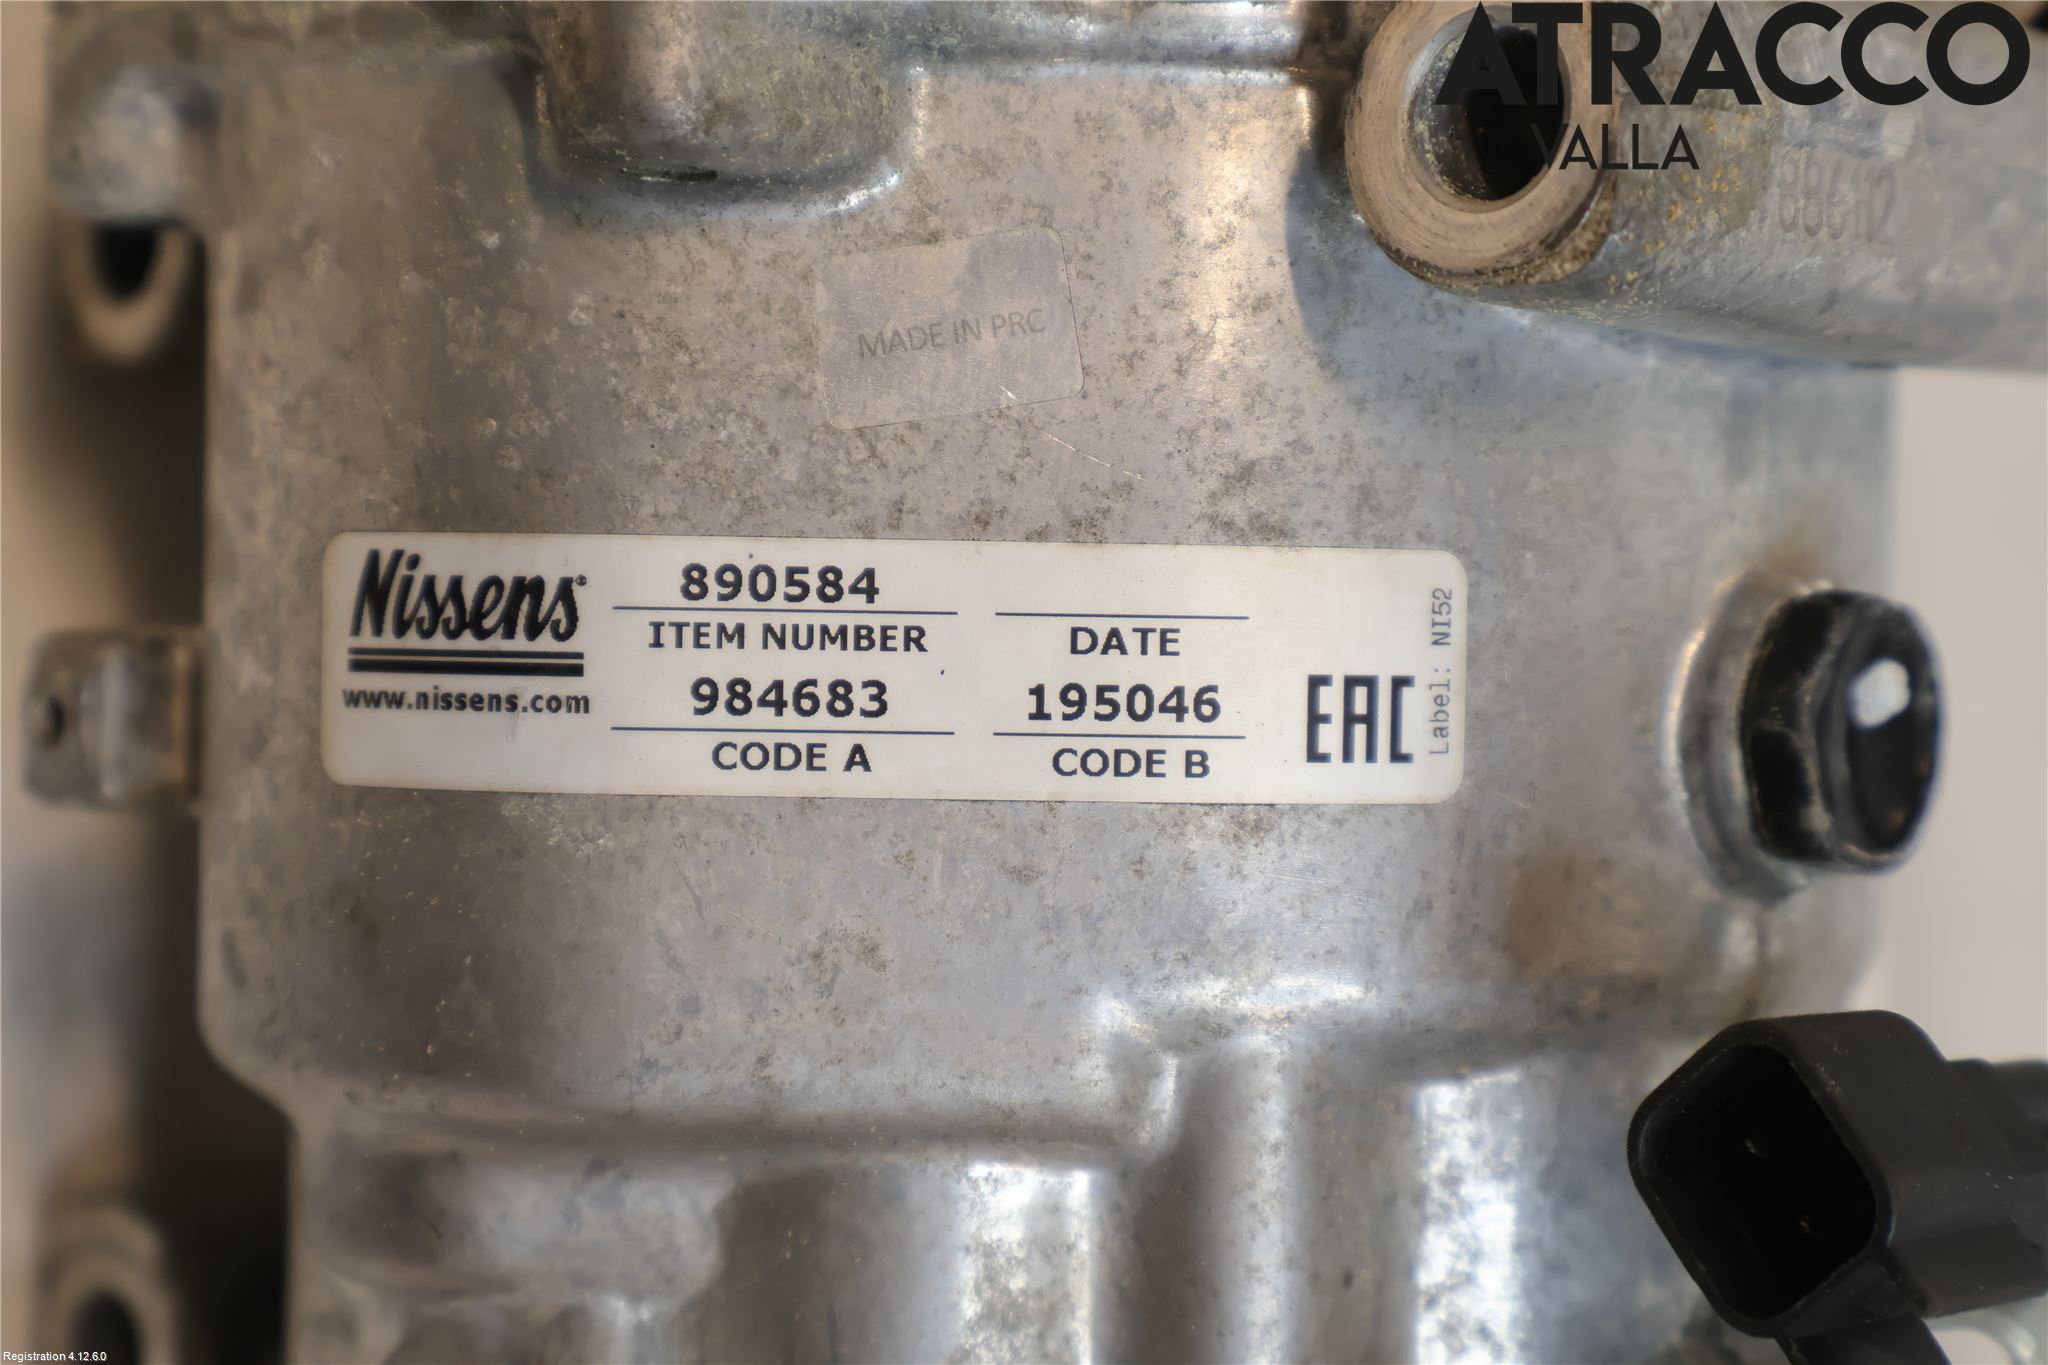 ATRACCO
VALLA
MADE IN PRC
Nissens®
www.nissens.com
890584
ITEM NUMBER
DATE
984683
CODE A
195046
CODE B
EAC
Label: NI52
Registration 4.12.6.0